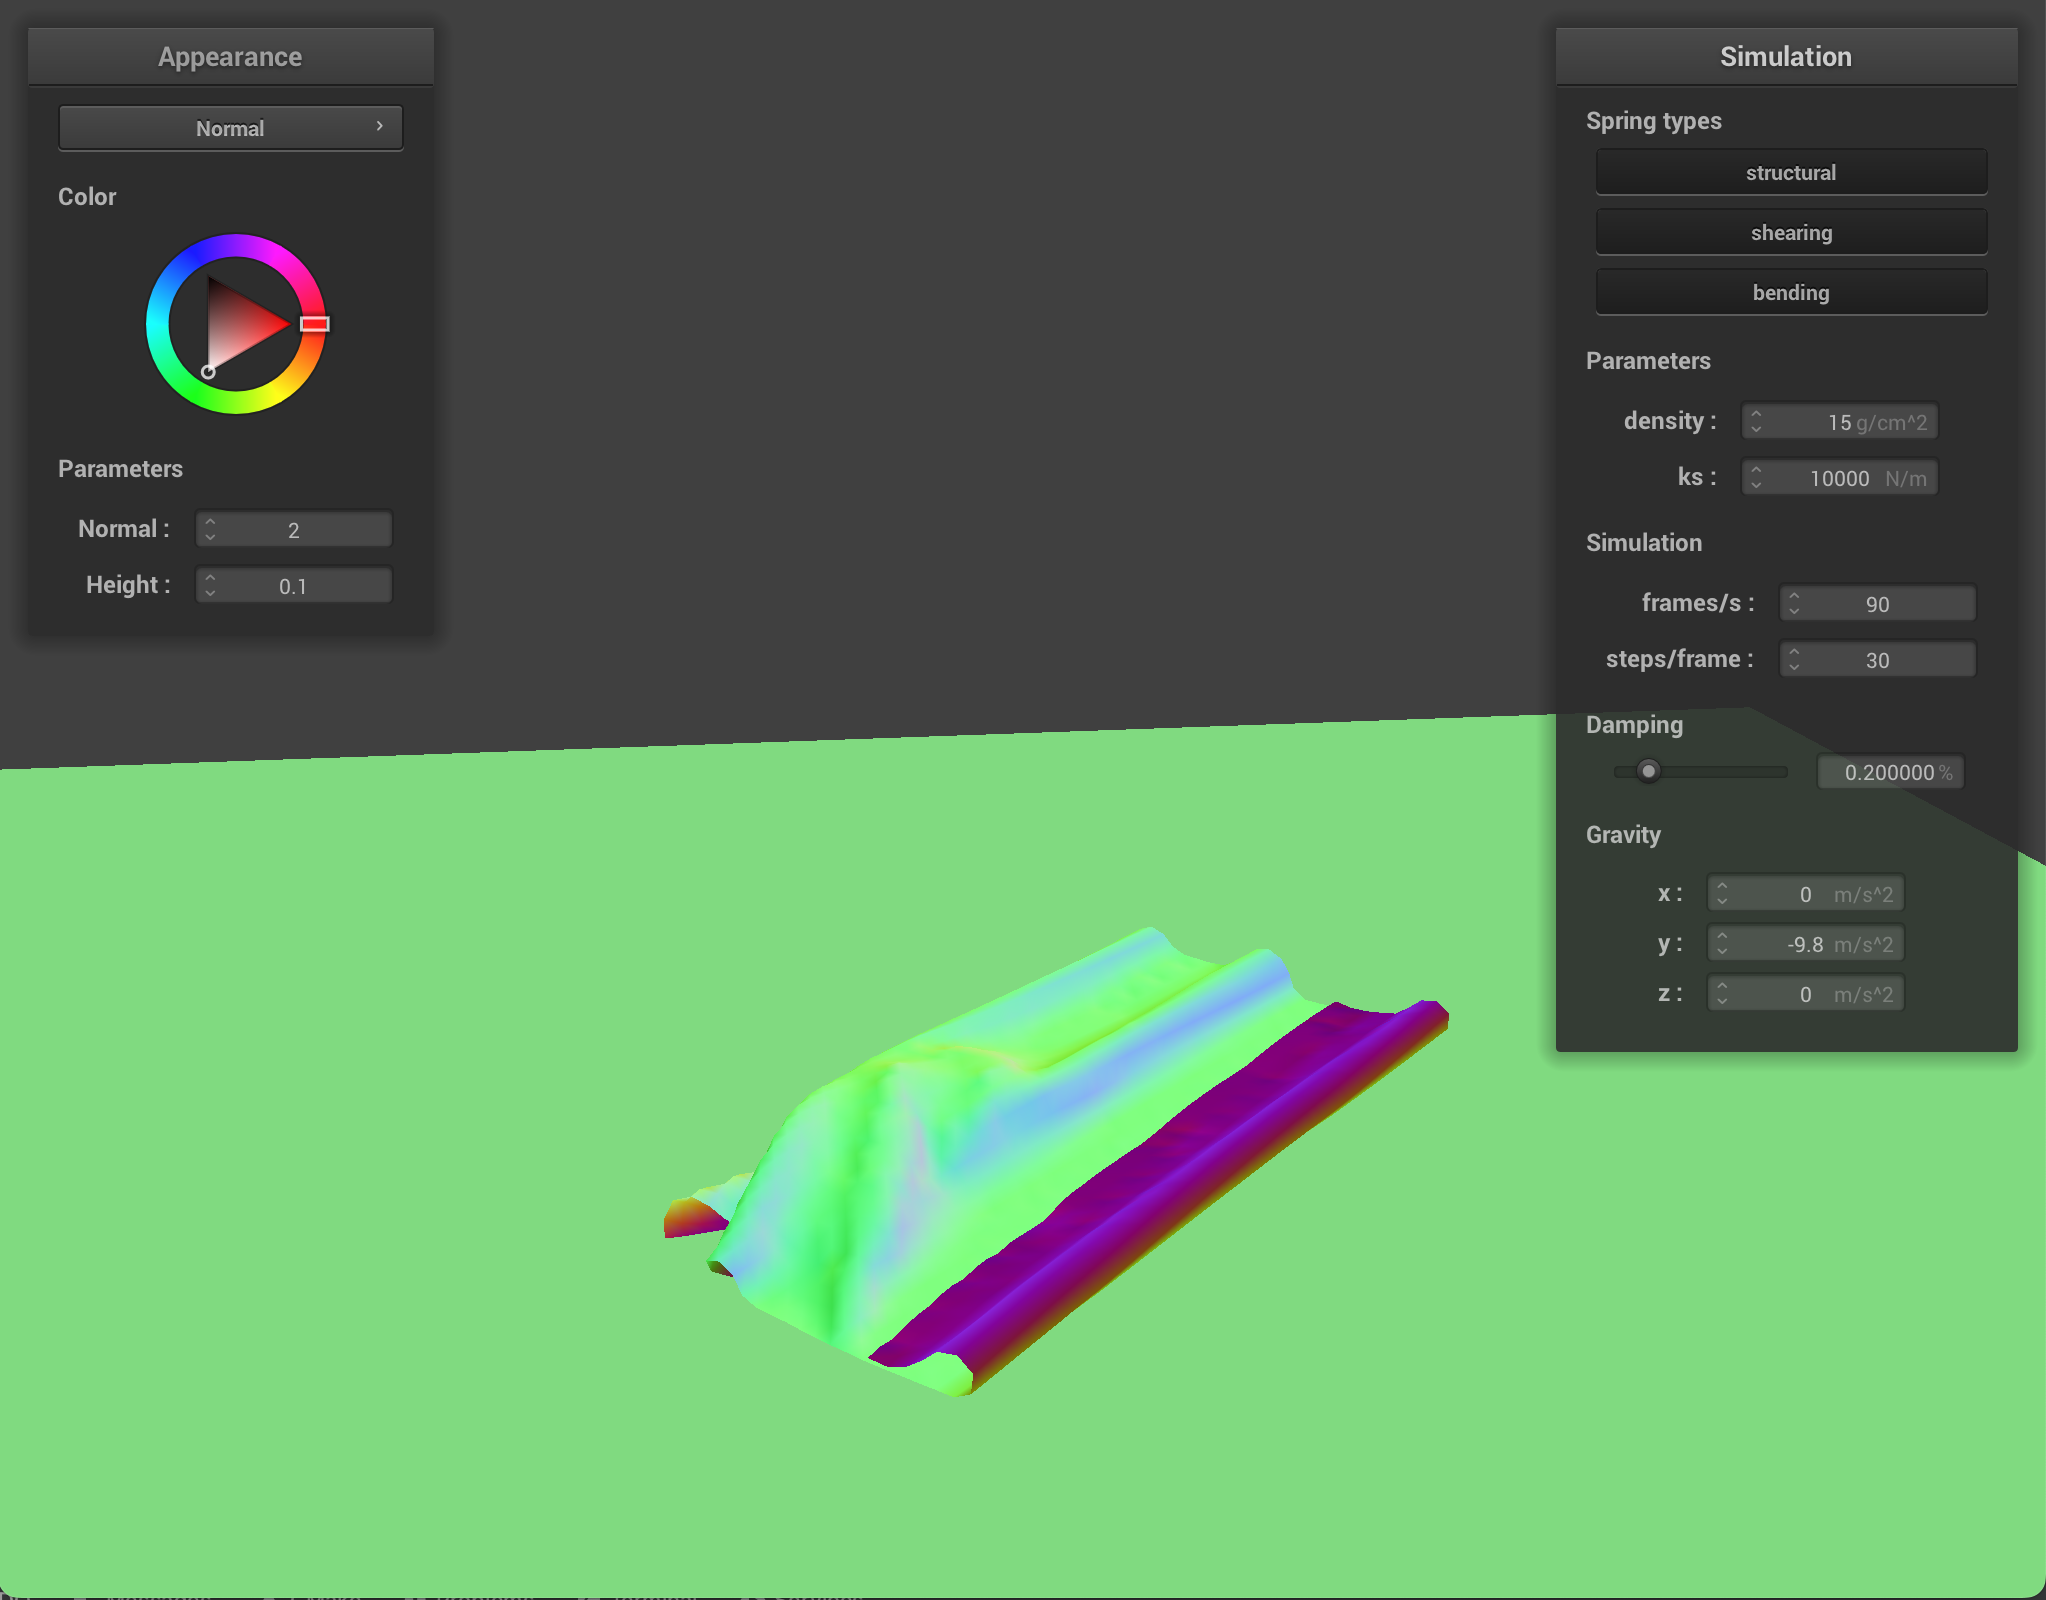 Appearance
Normal
Color
Parameters
Normal : 2
Height : 0.1
Simulation
Spring types
structural
shearing
bending
Parameters
density : 15 g/cm^2
ks : 10000 N/m
Simulation
frames/s : 90
steps/frame : 30
Damping
0.200000 %
Gravity
x : 0 m/s^2
y : -9.8 m/s^2
z : 0 m/s^2